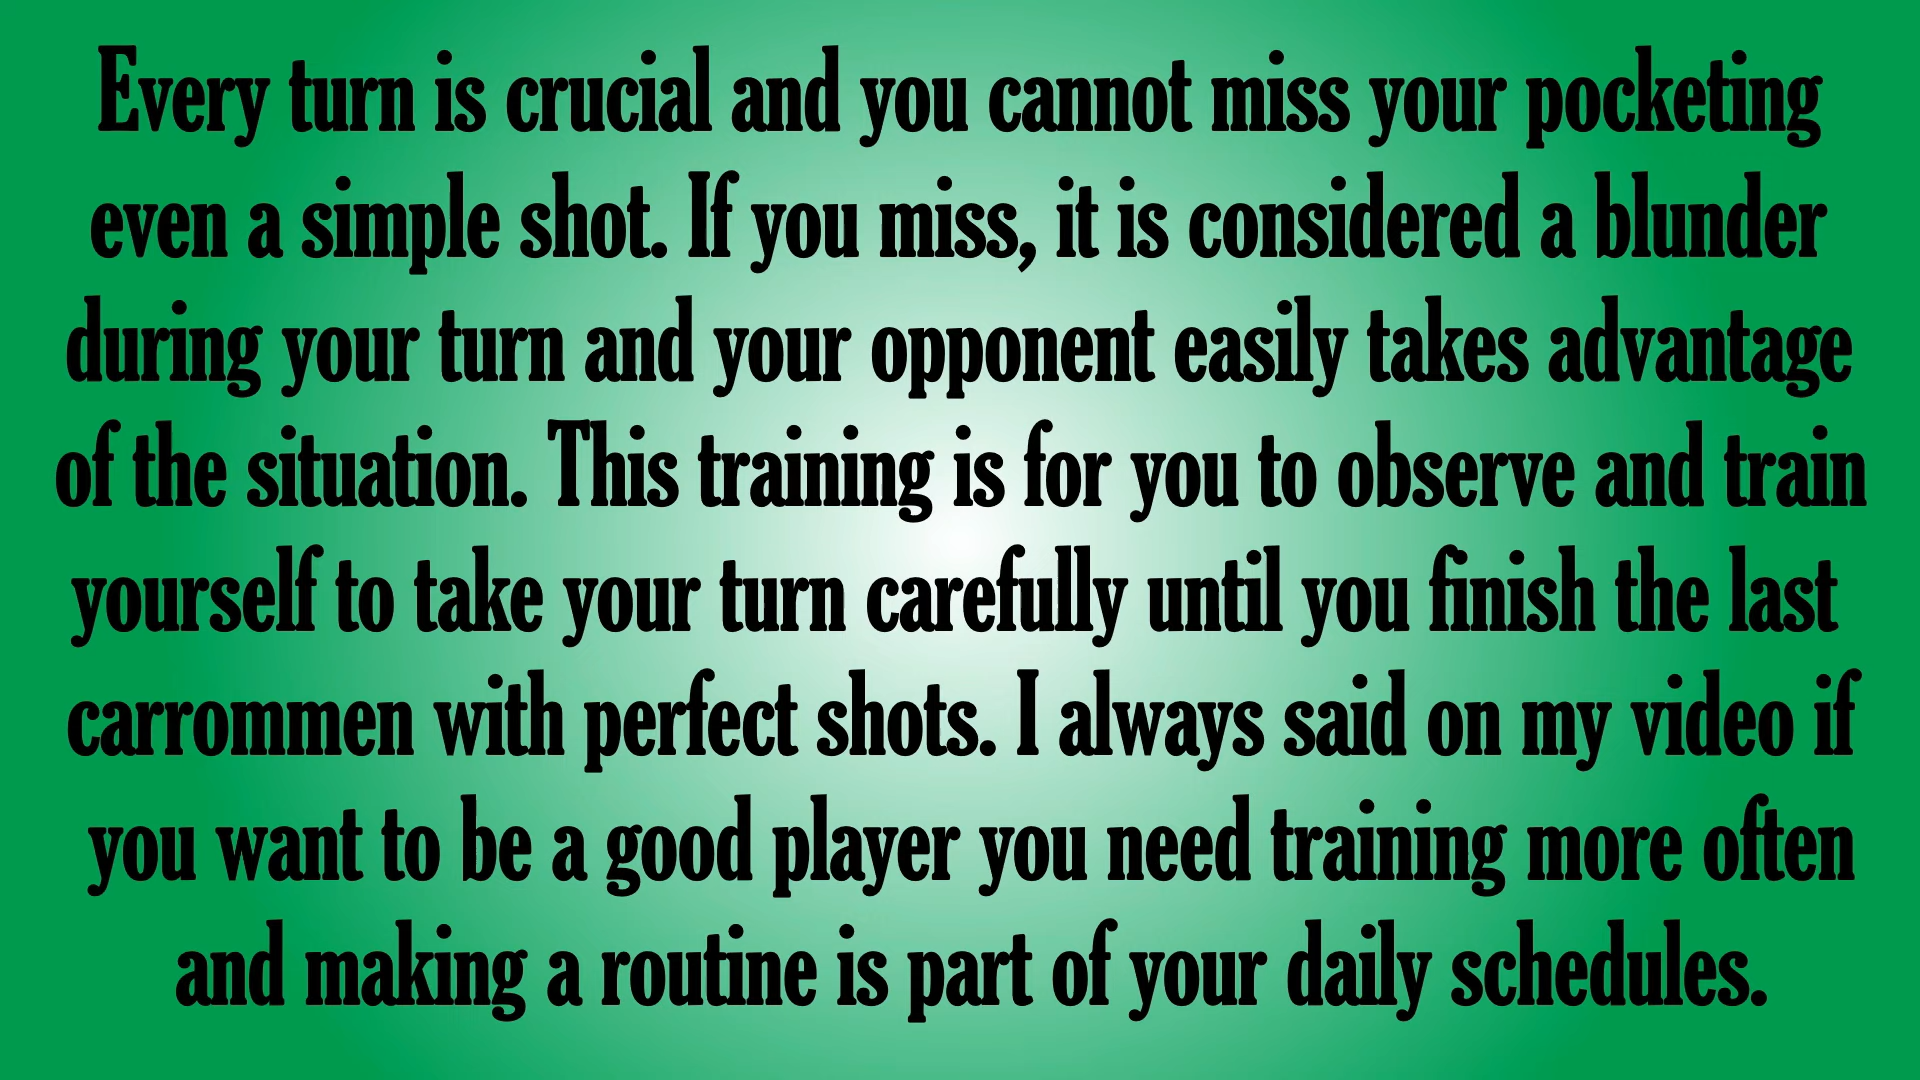 Every turn is crucial and you cannot miss your pocketing
even a simple shot. If you miss, it is considered a blunder
during your turn and your opponent easily takes advantage
of the situation. This training is for you to observe and train
yourself to take your turn carefully until you finish the last
carrommen with perfect shots. I always said on my video if
you want to be a good player you need training more often
and making a routine is part of your daily schedules.